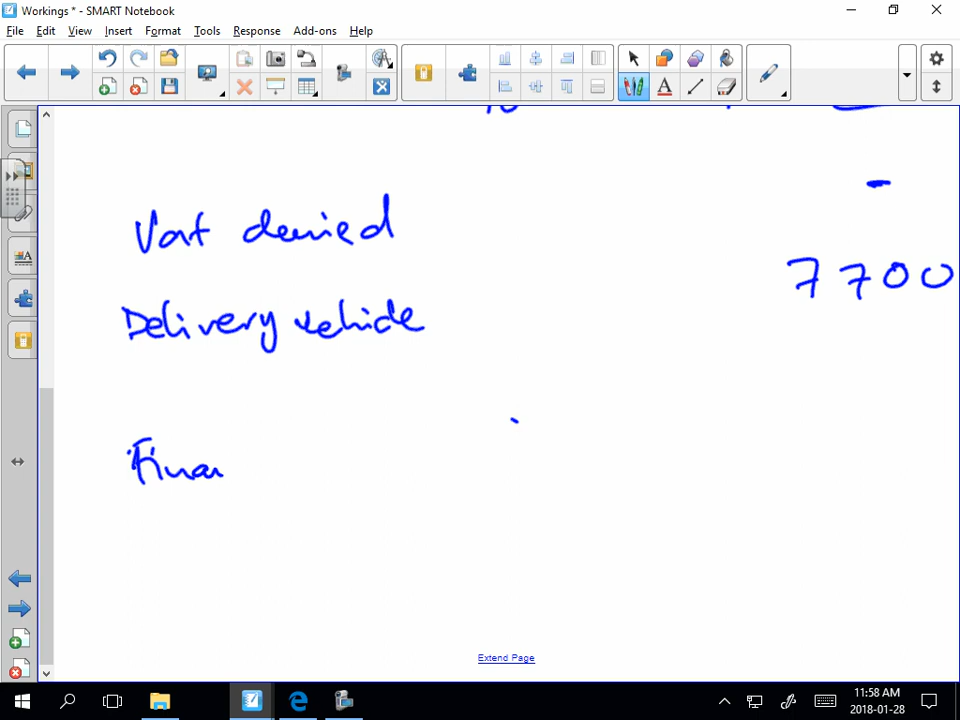 Workings * - SMART Notebook
File Edit View Insert Format Tools Response Add-ons Help
-
Vat denied
7700
Delivery vehicle
Finan
Extend Page
11:58 AM
2018-01-28